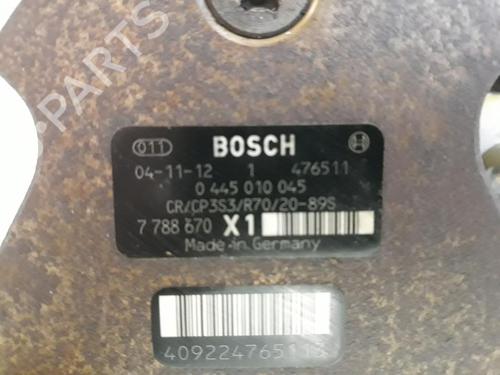 PARTS
011 BOSCH
04-11-12 1 476511
0 445 010 045
CR/CP3S3/R70/20-89S
7 788 670 X1
Made in Germany